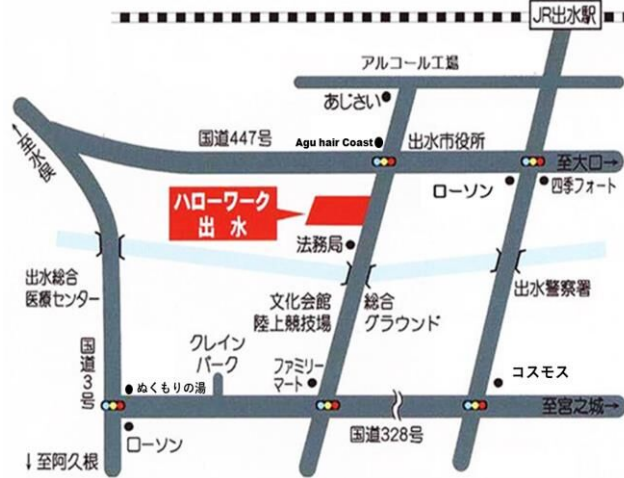 JR出水駅
アルコール工場
あじさい
国道447号
Agu hair Coast
出水市役所
至大口→
←至水俣
ハローワーク
出水
ローソン
四季フォート
法務局
出水総合
医療センター
文化会館
陸上競技場
総合
グラウンド
出水警察署
国道3号
クレイン
パーク
ファミリー
マート
コスモス
ぬくもりの湯
至宮之城→
ローソン
国道328号
↓至阿久根